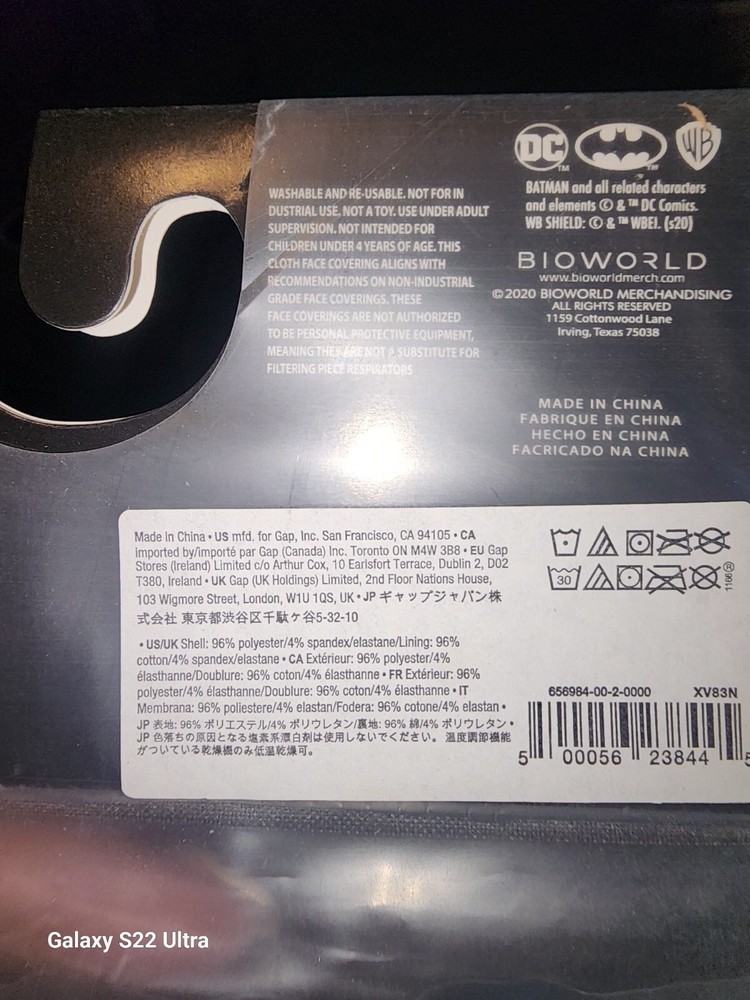 DC TM
TM
WB
WASHABLE AND RE-USABLE. NOT FOR IN
DUSTRIAL USE, NOT A TOY. USE UNDER ADULT
SUPERVISION. NOT INTENDED FOR
CHILDREN UNDER 4 YEARS OF AGE. THIS
CLOTH FACE COVERING ALIGNS WITH
RECOMMENDATIONS ON NON-INDUSTRIAL
GRADE FACE COVERINGS. THESE
FACE COVERINGS ARE NOT AUTHORIZED
TO BE PERSONAL PROTECTIVE EQUIPMENT,
MEANING THEY ARE NOT A SUBSTITUTE FOR
FILTERING PIECE RESPIRATORS
BATMAN and all related characters
and elements © & ™ DC Comics.
WB SHIELD: © & ™ WBEI. (s20)
BIOWORLD
www.bioworldmerch.com
©2020 BIOWORLD MERCHANDISING
ALL RIGHTS RESERVED
1159 Cottonwood Lane
Irving, Texas 75038
MADE IN CHINA
FABRIQUE EN CHINA
HECHO EN CHINA
FACRICADO NA CHINA
Made in China • US mfd. for Gap, Inc. San Francisco, CA 94105 • CA
imported by/importé par Gap (Canada) Inc. Toronto ON M4W 3B8 • EU Gap
Stores (Ireland) Limited c/o Arthur Cox, 10 Earlsfort Terrace, Dublin 2, D02
T380, Ireland • UK Gap (UK Holdings) Limited, 2nd Floor Nations House,
103 Wigmore Street, London, W1U 1QS, UK • JP ギャップジャパン株
式会社 東京都渋谷区千駄ヶ谷5-32-10
• US/UK Shell: 96% polyester/4% spandex/elastane/Lining: 96%
cotton/4% spandex/elastane • CA Extérieur: 96% polyester/4%
élasthanne/Doublure: 96% coton/4% élasthanne • FR Extérieur: 96%
polyester/4% élasthanne/Doublure: 96% coton/4% élasthanne • IT
Membrana: 96% poliestere/4% elastan/Fodera: 96% cotone/4% elastan •
JP 表地: 96% ポリエステル/4% ポリウレタン/裏地: 96% 綿/4% ポリウレタン •
JP 色落ちの原因となる塩素系漂白剤は使用しないでください。 温度調節機能
がついている乾燥機のみ低温乾燥可。
30
1166 R
656984-00-2-0000 XV83N
5 00056 23844 5
Galaxy S22 Ultra